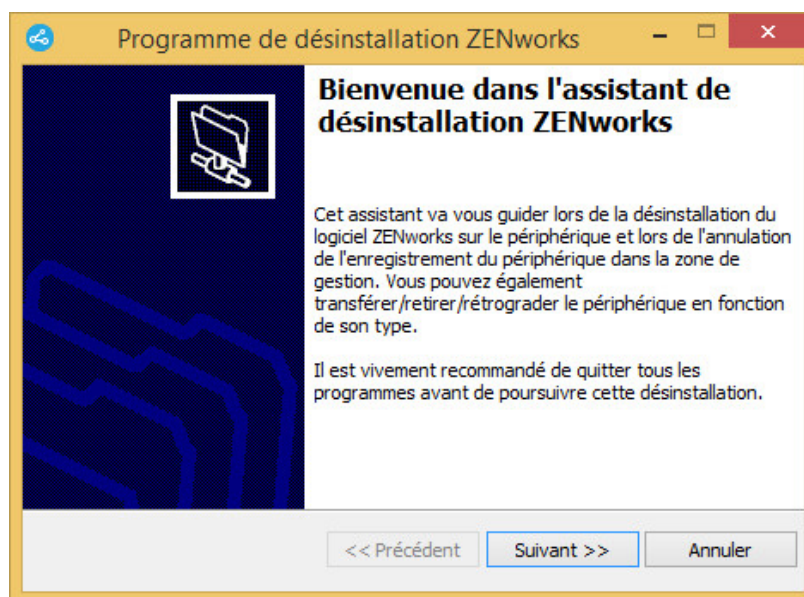 Programme de désinstallation ZENworks
Bienvenue dans l'assistant de
désinstallation ZENworks
Cet assistant va vous guider lors de la désinstallation du
logiciel ZENworks sur le périphérique et lors de l'annulation
de l'enregistrement du périphérique dans la zone de
gestion. Vous pouvez également
transférer/retirer/rétrograder le périphérique en fonction
de son type.
Il est vivement recommandé de quitter tous les
programmes avant de poursuivre cette désinstallation.
<< Précédent
Suivant >>
Annuler